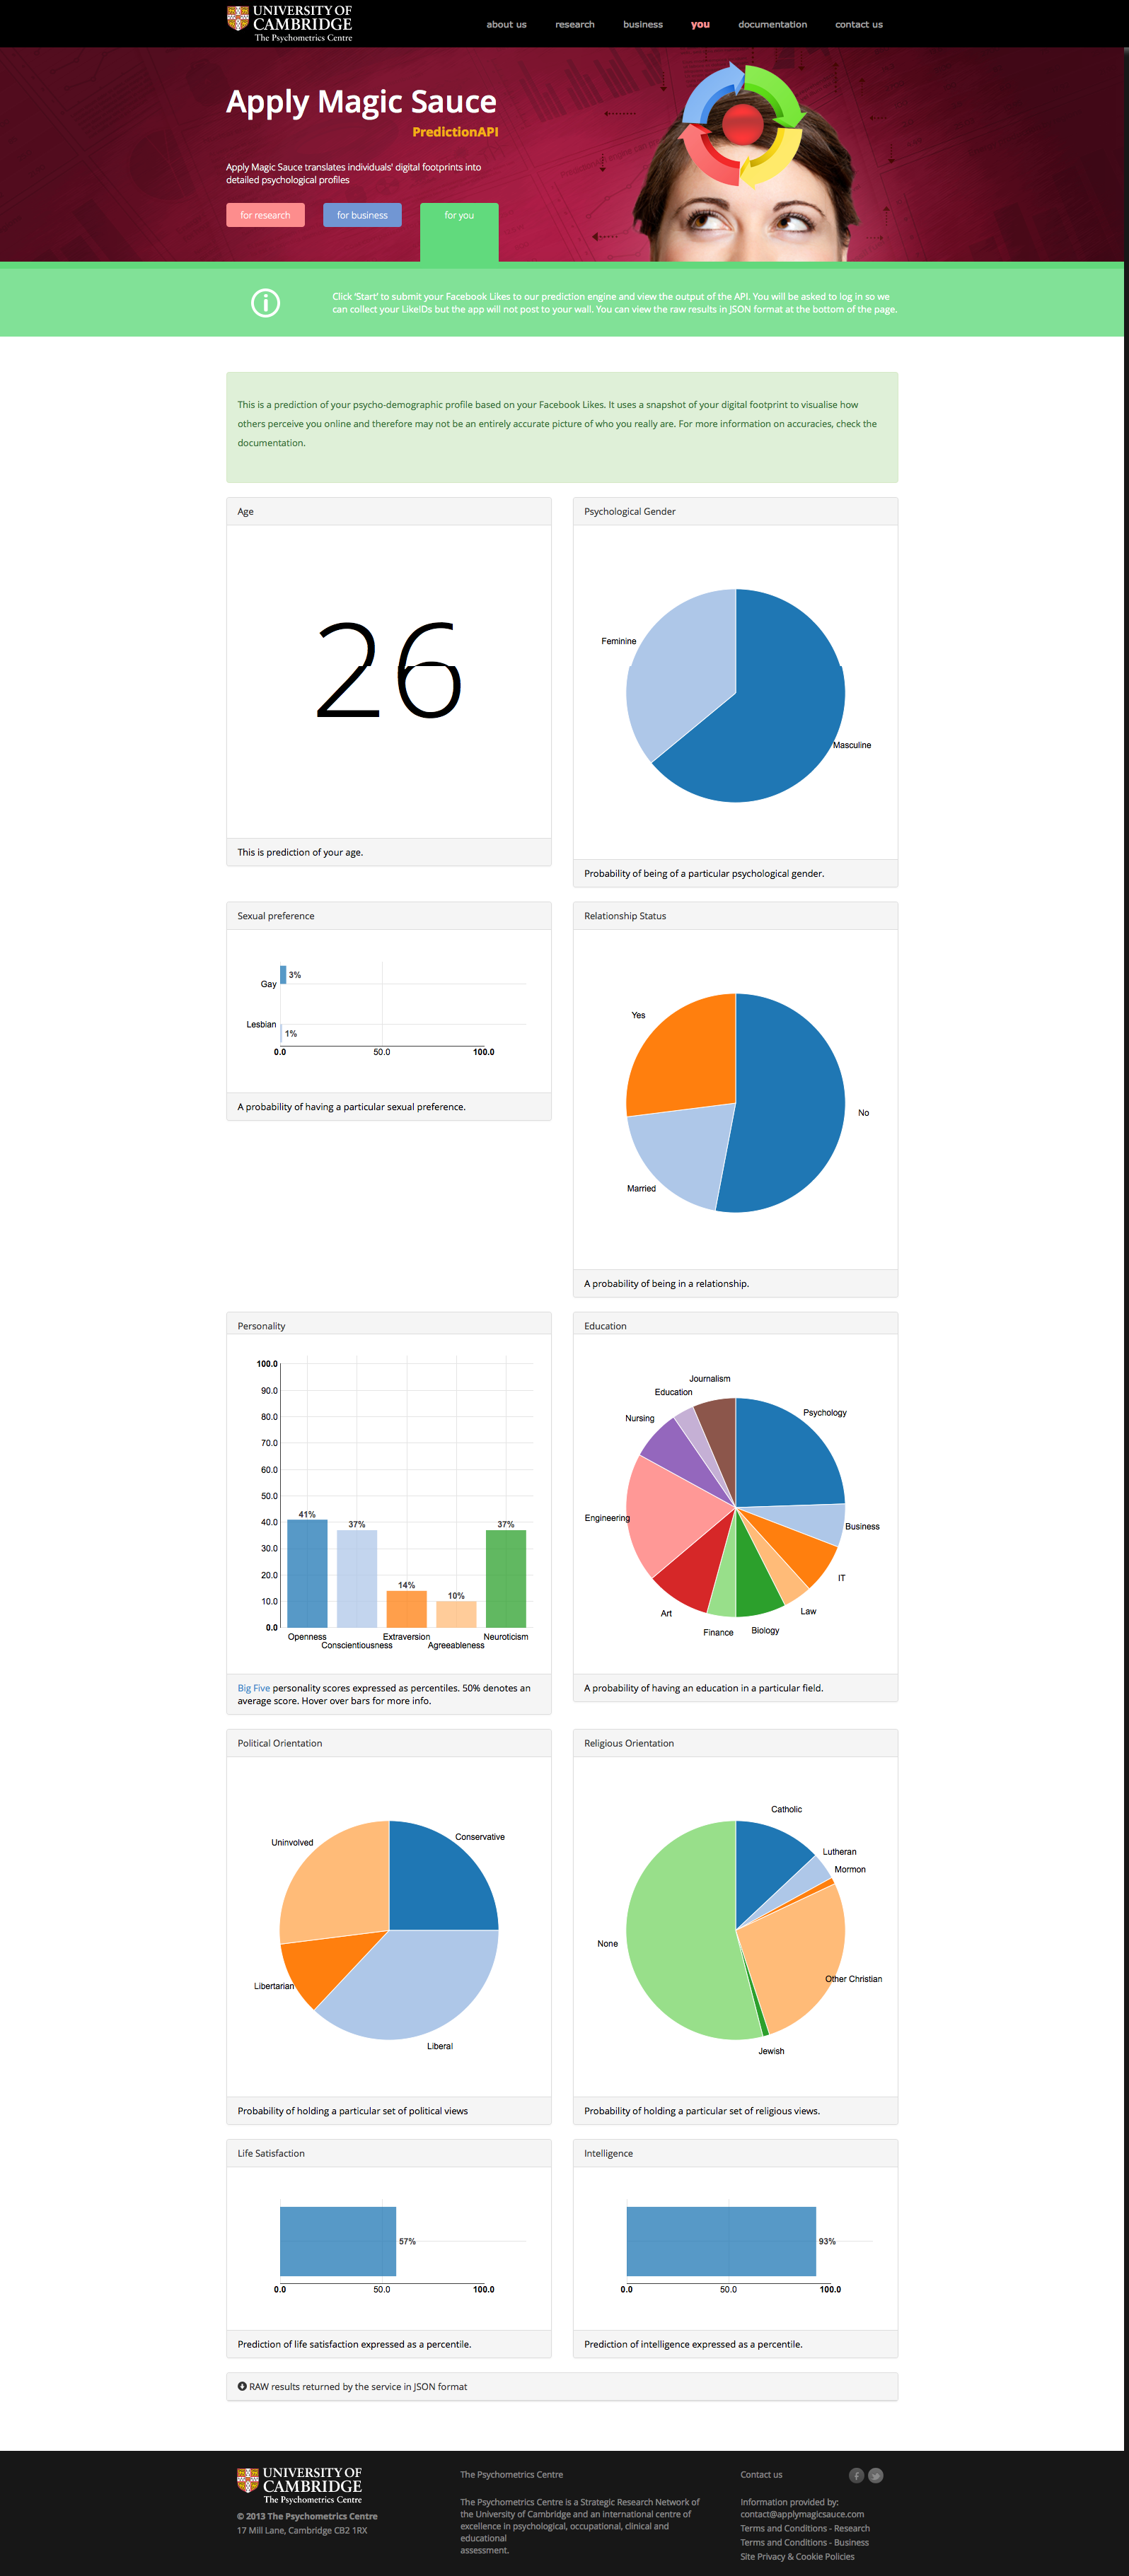 UNIVERSITY OF
CAMBRIDGE
The Psychometrics Centre
about us research business you documentation contact us
Apply Magic Sauce
PredictionAPI
Apply Magic Sauce translates individuals' digital footprints into
detailed psychological profiles
for research for business for you
Click 'Start' to submit your Facebook Likes to our prediction engine and view the output of the API. You will be asked to log in so we
can collect your LikeIDs but the app will not post to your wall. You can view the raw results in JSON format at the bottom of the page.
This is a prediction of your psycho-demographic profile based on your Facebook Likes. It uses a snapshot of your digital footprint to visualise how
others perceive you online and therefore may not be an entirely accurate picture of who you really are. For more information on accuracies, check the
documentation.
Age
26
This is prediction of your age.
Psychological Gender
Feminine
Masculine
Probability of being of a particular psychological gender.
Sexual preference
Gay 3%
Lesbian 1%
0.0 50.0 100.0
A probability of having a particular sexual preference.
Relationship Status
Yes
No
Married
A probability of being in a relationship.
Personality
100.0
90.0
80.0
70.0
60.0
50.0
40.0
30.0
20.0
10.0
0.0
41% 37% 14% 10% 37%
Openness Extraversion Neuroticism
Conscientiousness Agreeableness
Big Five personality scores expressed as percentiles. 50% denotes an
average score. Hover over bars for more info.
Education
Journalism
Education
Psychology
Nursing
Engineering
Business
IT
Law
Art
Biology
Finance
A probability of having an education in a particular field.
Political Orientation
Conservative
Uninvolved
Libertarian
Liberal
Probability of holding a particular set of political views
Religious Orientation
Catholic
Lutheran
Mormon
None
Other Christian
Jewish
Probability of holding a particular set of religious views.
Life Satisfaction
57%
0.0 50.0 100.0
Prediction of life satisfaction expressed as a percentile.
Intelligence
93%
0.0 50.0 100.0
Prediction of intelligence expressed as a percentile.
RAW results returned by the service in JSON format
UNIVERSITY OF
CAMBRIDGE
The Psychometrics Centre
© 2013 The Psychometrics Centre
17 Mill Lane, Cambridge CB2 1RX
The Psychometrics Centre
The Psychometrics Centre is a Strategic Research Network of
the University of Cambridge and an international centre of
excellence in psychological, occupational, clinical and
educational
assessment.
Contact us
Information provided by:
contact@applymagicsauce.com
Terms and Conditions - Research
Terms and Conditions - Business
Site Privacy & Cookie Policies